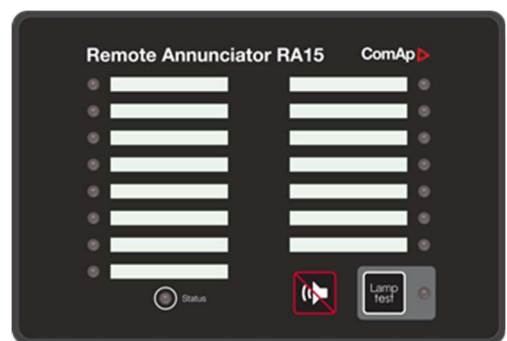 Remote Annunciator RA15
ComAp
Status
Lamp
test